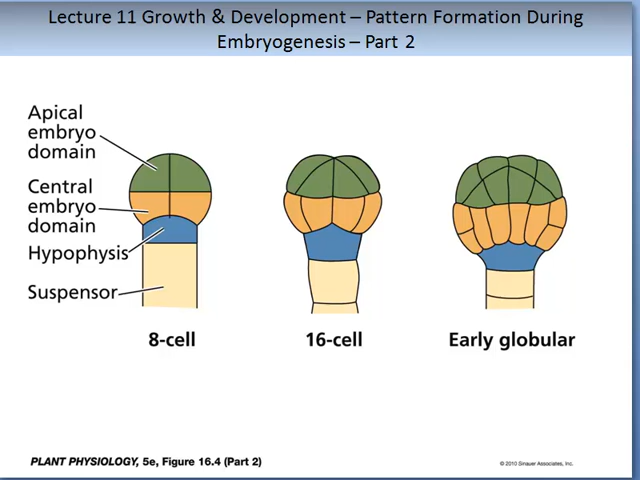 Lecture 11 Growth & Development – Pattern Formation During
Embryogenesis – Part 2
Apical
embryo
domain
Central
embryo
domain
Hypophysis
Suspensor
8-cell
16-cell
Early globular
PLANT PHYSIOLOGY, 5e, Figure 16.4 (Part 2)
© 2010 Sinauer Associates, Inc.